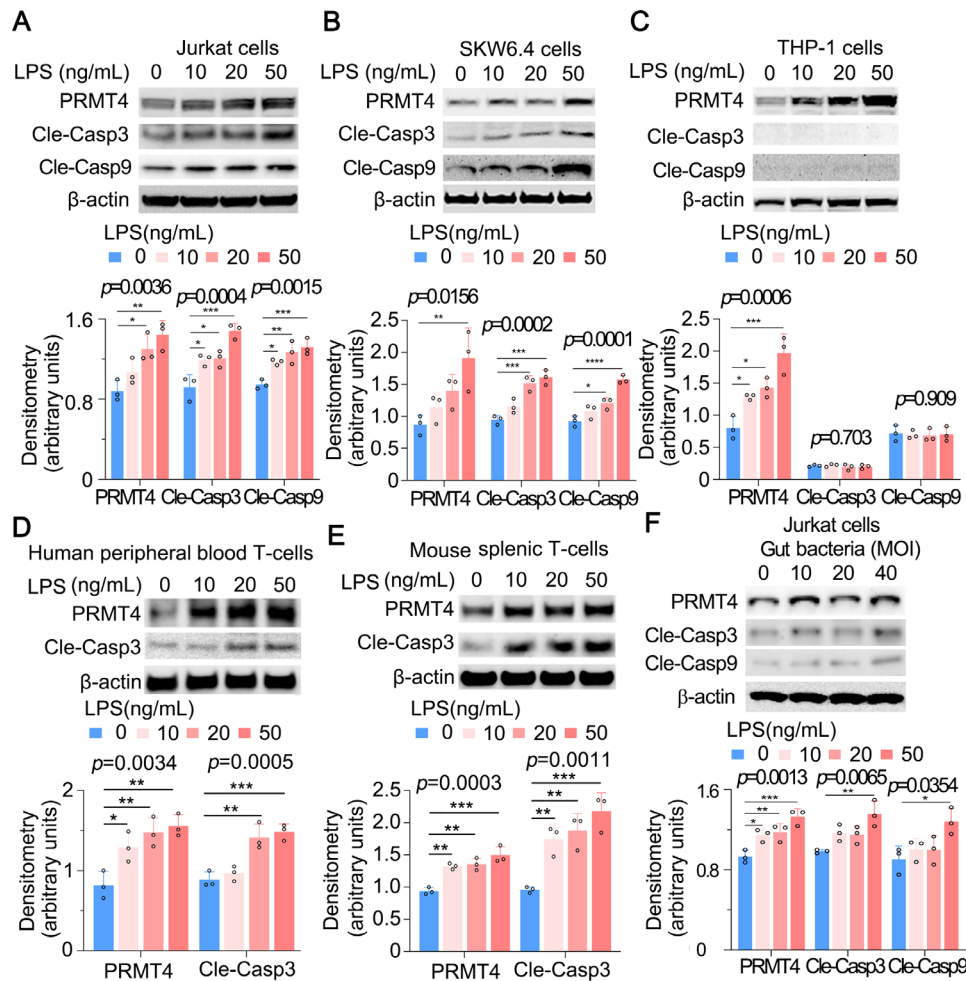 A
Jurkat cells
LPS (ng/mL) 0 10 20 50
PRMT4
Cle-Casp3
Cle-Casp9
β-actin
LPS(ng/mL)
0 10 20 50
p=0.0036 p=0.0004 p=0.0015
** *** ***
* * **
* *
Densitometry
(arbitrary units)
1.6
0.8
0
PRMT4 Cle-Casp3 Cle-Casp9
B
SKW6.4 cells
LPS (ng/mL) 0 10 20 50
PRMT4
Cle-Casp3
Cle-Casp9
β-actin
LPS(ng/mL)
0 10 20 50
p=0.0156 p=0.0002 p=0.0001
** *** ****
*** *
Densitometry
(arbitrary units)
2.5
2.0
1.5
1.0
0.5
0
PRMT4 Cle-Casp3 Cle-Casp9
C
THP-1 cells
LPS (ng/mL) 0 10 20 50
PRMT4
Cle-Casp3
Cle-Casp9
β-actin
LPS(ng/mL)
0 10 20 50
p=0.0006 p=0.703 p=0.909
***
*
*
Densitometry
(arbitrary units)
2.5
2.0
1.5
1.0
0.5
0
PRMT4 Cle-Casp3 Cle-Casp9
D
Human peripheral blood T-cells
LPS (ng/mL) 0 10 20 50
PRMT4
Cle-Casp3
β-actin
LPS(ng/mL)
0 10 20 50
p=0.0034 p=0.0005
** ***
** **
*
Densitometry
(arbitrary units)
2
1
0
PRMT4 Cle-Casp3
E
Mouse splenic T-cells
LPS (ng/mL) 0 10 20 50
PRMT4
Cle-Casp3
β-actin
LPS(ng/mL)
0 10 20 50
p=0.0003 p=0.0011
*** ***
** **
** **
Densitometry
(arbitrary units)
2.5
2.0
1.5
1.0
0.5
0
PRMT4 Cle-Casp3
F
Jurkat cells
Gut bacteria (MOI)
0 10 20 40
PRMT4
Cle-Casp3
Cle-Casp9
β-actin
LPS(ng/mL)
0 10 20 50
p=0.0013 p=0.0065 p=0.0354
*** ** *
**
*
Densitometry
(arbitrary units)
1.6
0.8
0
PRMT4 Cle-Casp3 Cle-Casp9